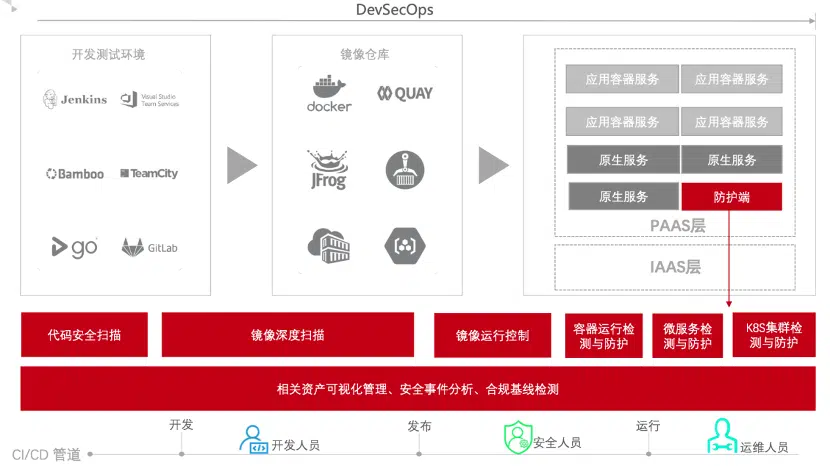 DevSecOps
开发测试环境
Jenkins
Visual Studio
Team Services
Bamboo
TeamCity
go
GitLab
镜像仓库
docker
QUAY
JFrog
应用容器服务
应用容器服务
应用容器服务
应用容器服务
原生服务
原生服务
原生服务
防护端
PAAS层
IAAS层
代码安全扫描
镜像深度扫描
镜像运行控制
容器运行检
测与防护
微服务检
测与防护
K8S集群检
测与防护
相关资产可视化管理、安全事件分析、合规基线检测
开发
发布
运行
开发人员
安全人员
运维人员
CI/CD 管道